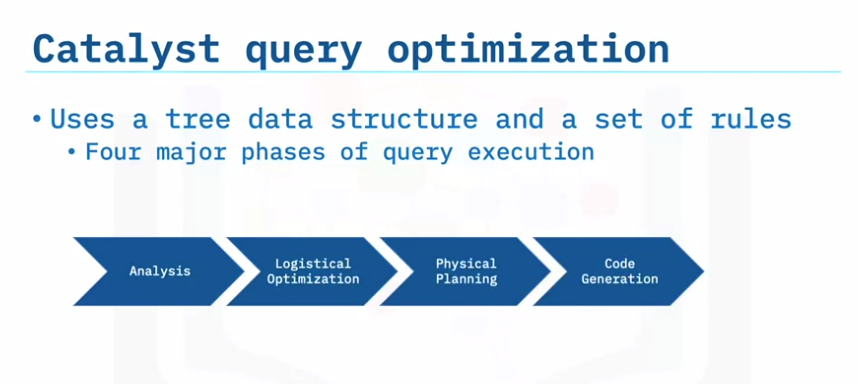 Catalyst query optimization
• Uses a tree data structure and a set of rules
• Four major phases of query execution
Analysis
Logistical
Optimization
Physical
Planning
Code
Generation